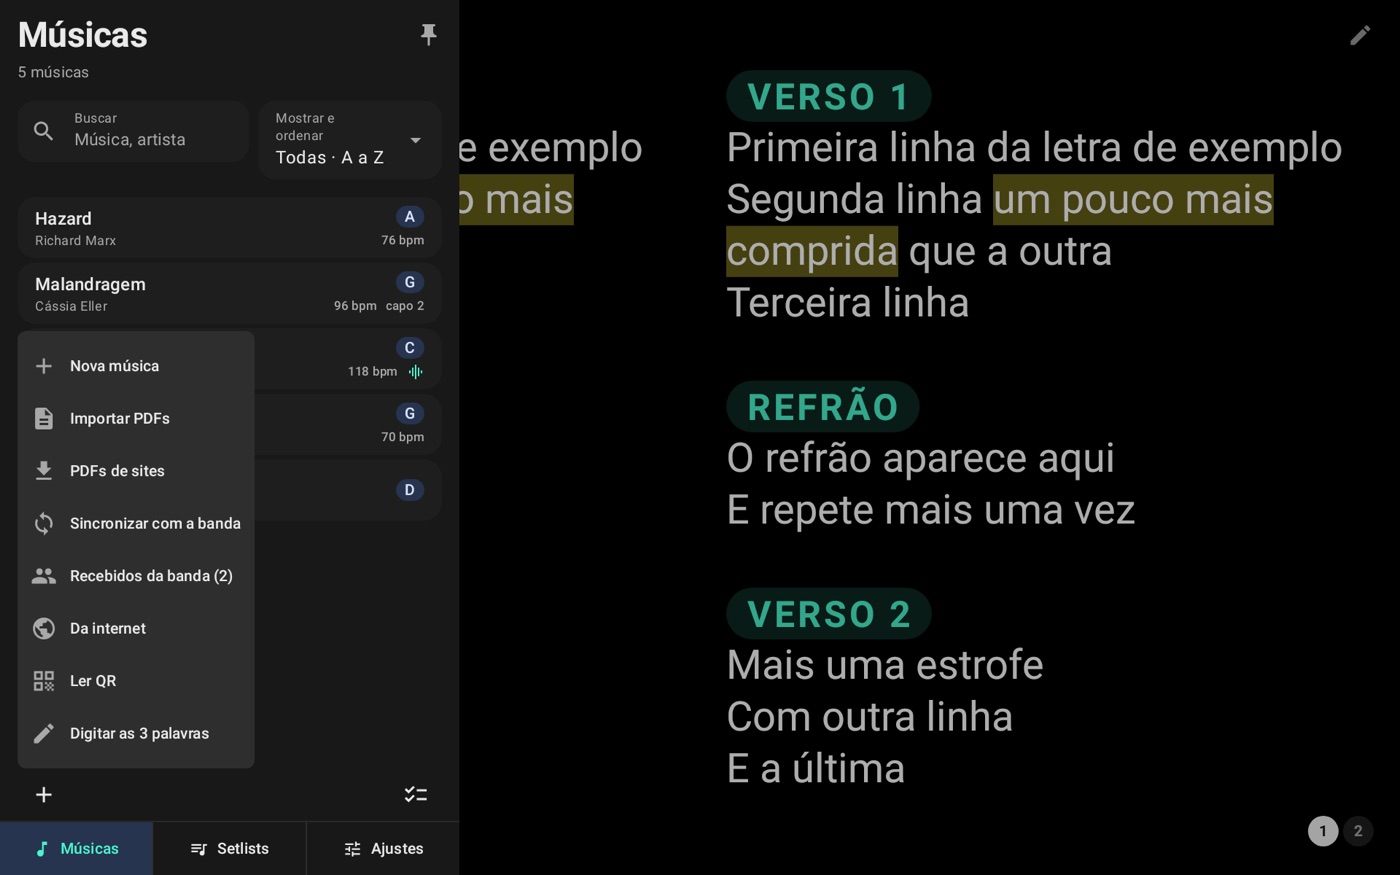 Músicas
5 músicas
Buscar
Música, artista
Mostrar e
ordenar
Todas · A a Z
Hazard
A
Richard Marx
76 bpm
Malandragem
G
Cássia Eller
96 bpm capo 2
C
118 bpm
G
70 bpm
D
Nova música
Importar PDFs
PDFs de sites
Sincronizar com a banda
Recebidos da banda (2)
Da internet
Ler QR
Digitar as 3 palavras
Músicas
Setlists
Ajustes
e exemplo
o mais
VERSO 1
Primeira linha da letra de exemplo
Segunda linha um pouco mais
comprida que a outra
Terceira linha
REFRÃO
O refrão aparece aqui
E repete mais uma vez
VERSO 2
Mais uma estrofe
Com outra linha
E a última
1 2